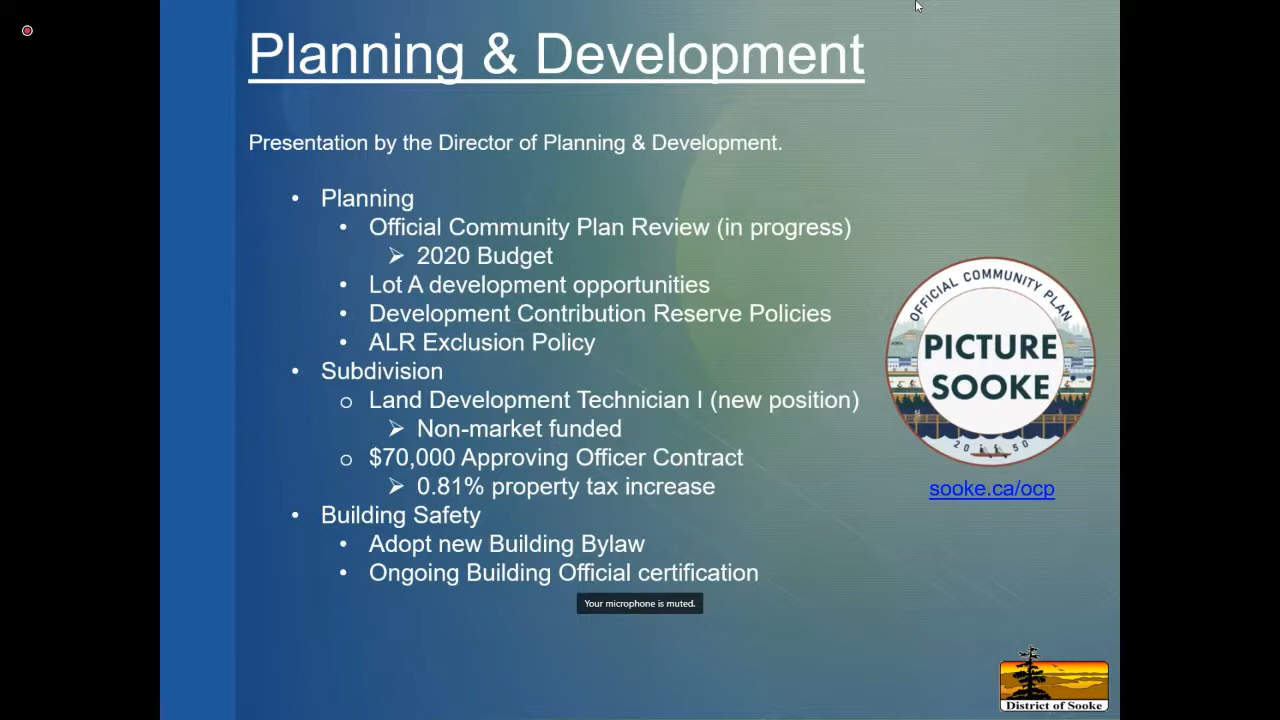 Planning & Development
Presentation by the Director of Planning & Development.
• Planning
• Official Community Plan Review (in progress)
➢ 2020 Budget
• Lot A development opportunities
• Development Contribution Reserve Policies
• ALR Exclusion Policy
• Subdivision
o Land Development Technician I (new position)
➢ Non-market funded
o $70,000 Approving Officer Contract
➢ 0.81% property tax increase
• Building Safety
• Adopt new Building Bylaw
• Ongoing Building Official certification
OFFICIAL COMMUNITY PLAN
PICTURE
SOOKE
2050
sooke.ca/ocp
Your microphone is muted.
District of Sooke